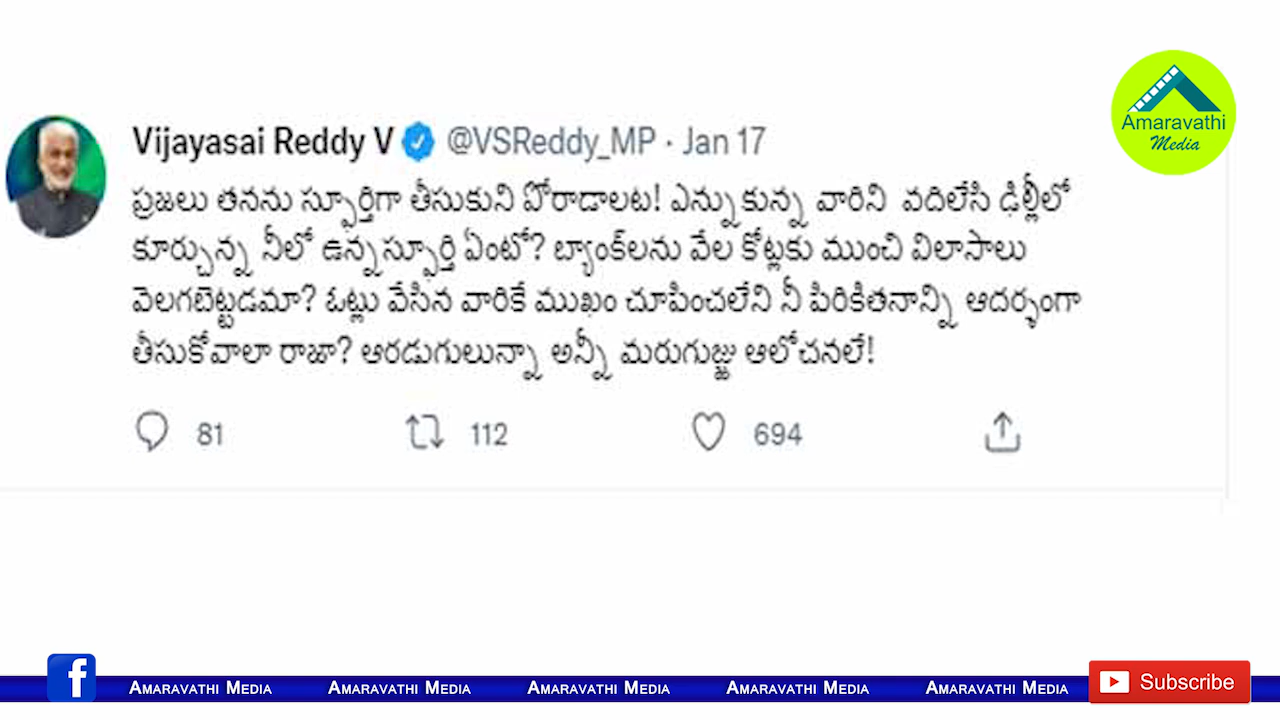 Amaravathi
Media
Vijayasai Reddy V @VSReddy_MP · Jan 17
ప్రజలు తనను స్ఫూర్తిగా తీసుకుని పోరాడాలట! ఎన్నుకున్న వారిని వదిలేసి ఢిల్లీలో
కూర్చున్న నీలో ఉన్నస్ఫూర్తి ఏంటో? బ్యాంక్‌లను వేల కోట్లకు ముంచి విలాసాలు
వెలగబెట్టడమా? ఓట్లు వేసిన వారికే ముఖం చూపించలేని నీ పిరికితనాన్ని ఆదర్శంగా
తీసుకోవాలా రాజా? ఆరడుగులున్నా అన్నీ మరుగుజ్జు ఆలోచనలే!
81 112 694
f Amaravathi Media Amaravathi Media Amaravathi Media Amaravathi Media Amaravathi Media Subscribe